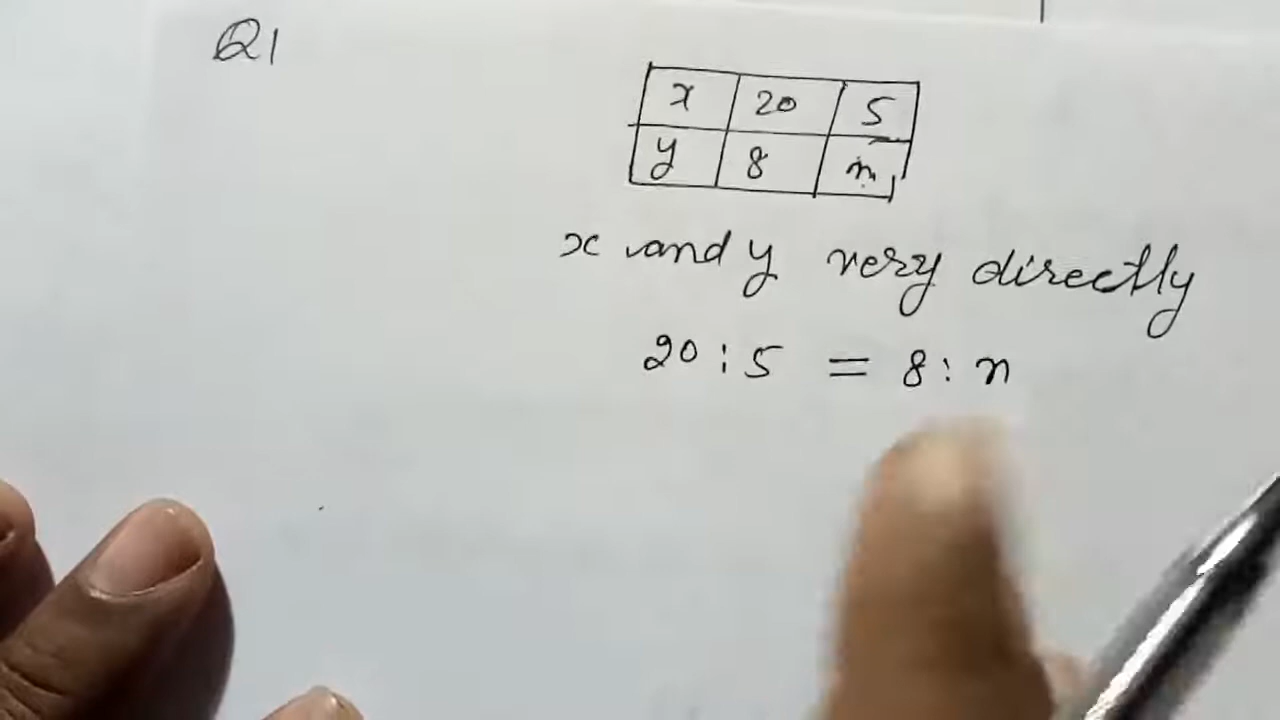 Q1
x 20 5
y 8 n
x and y very directly
20 : 5 = 8 : n